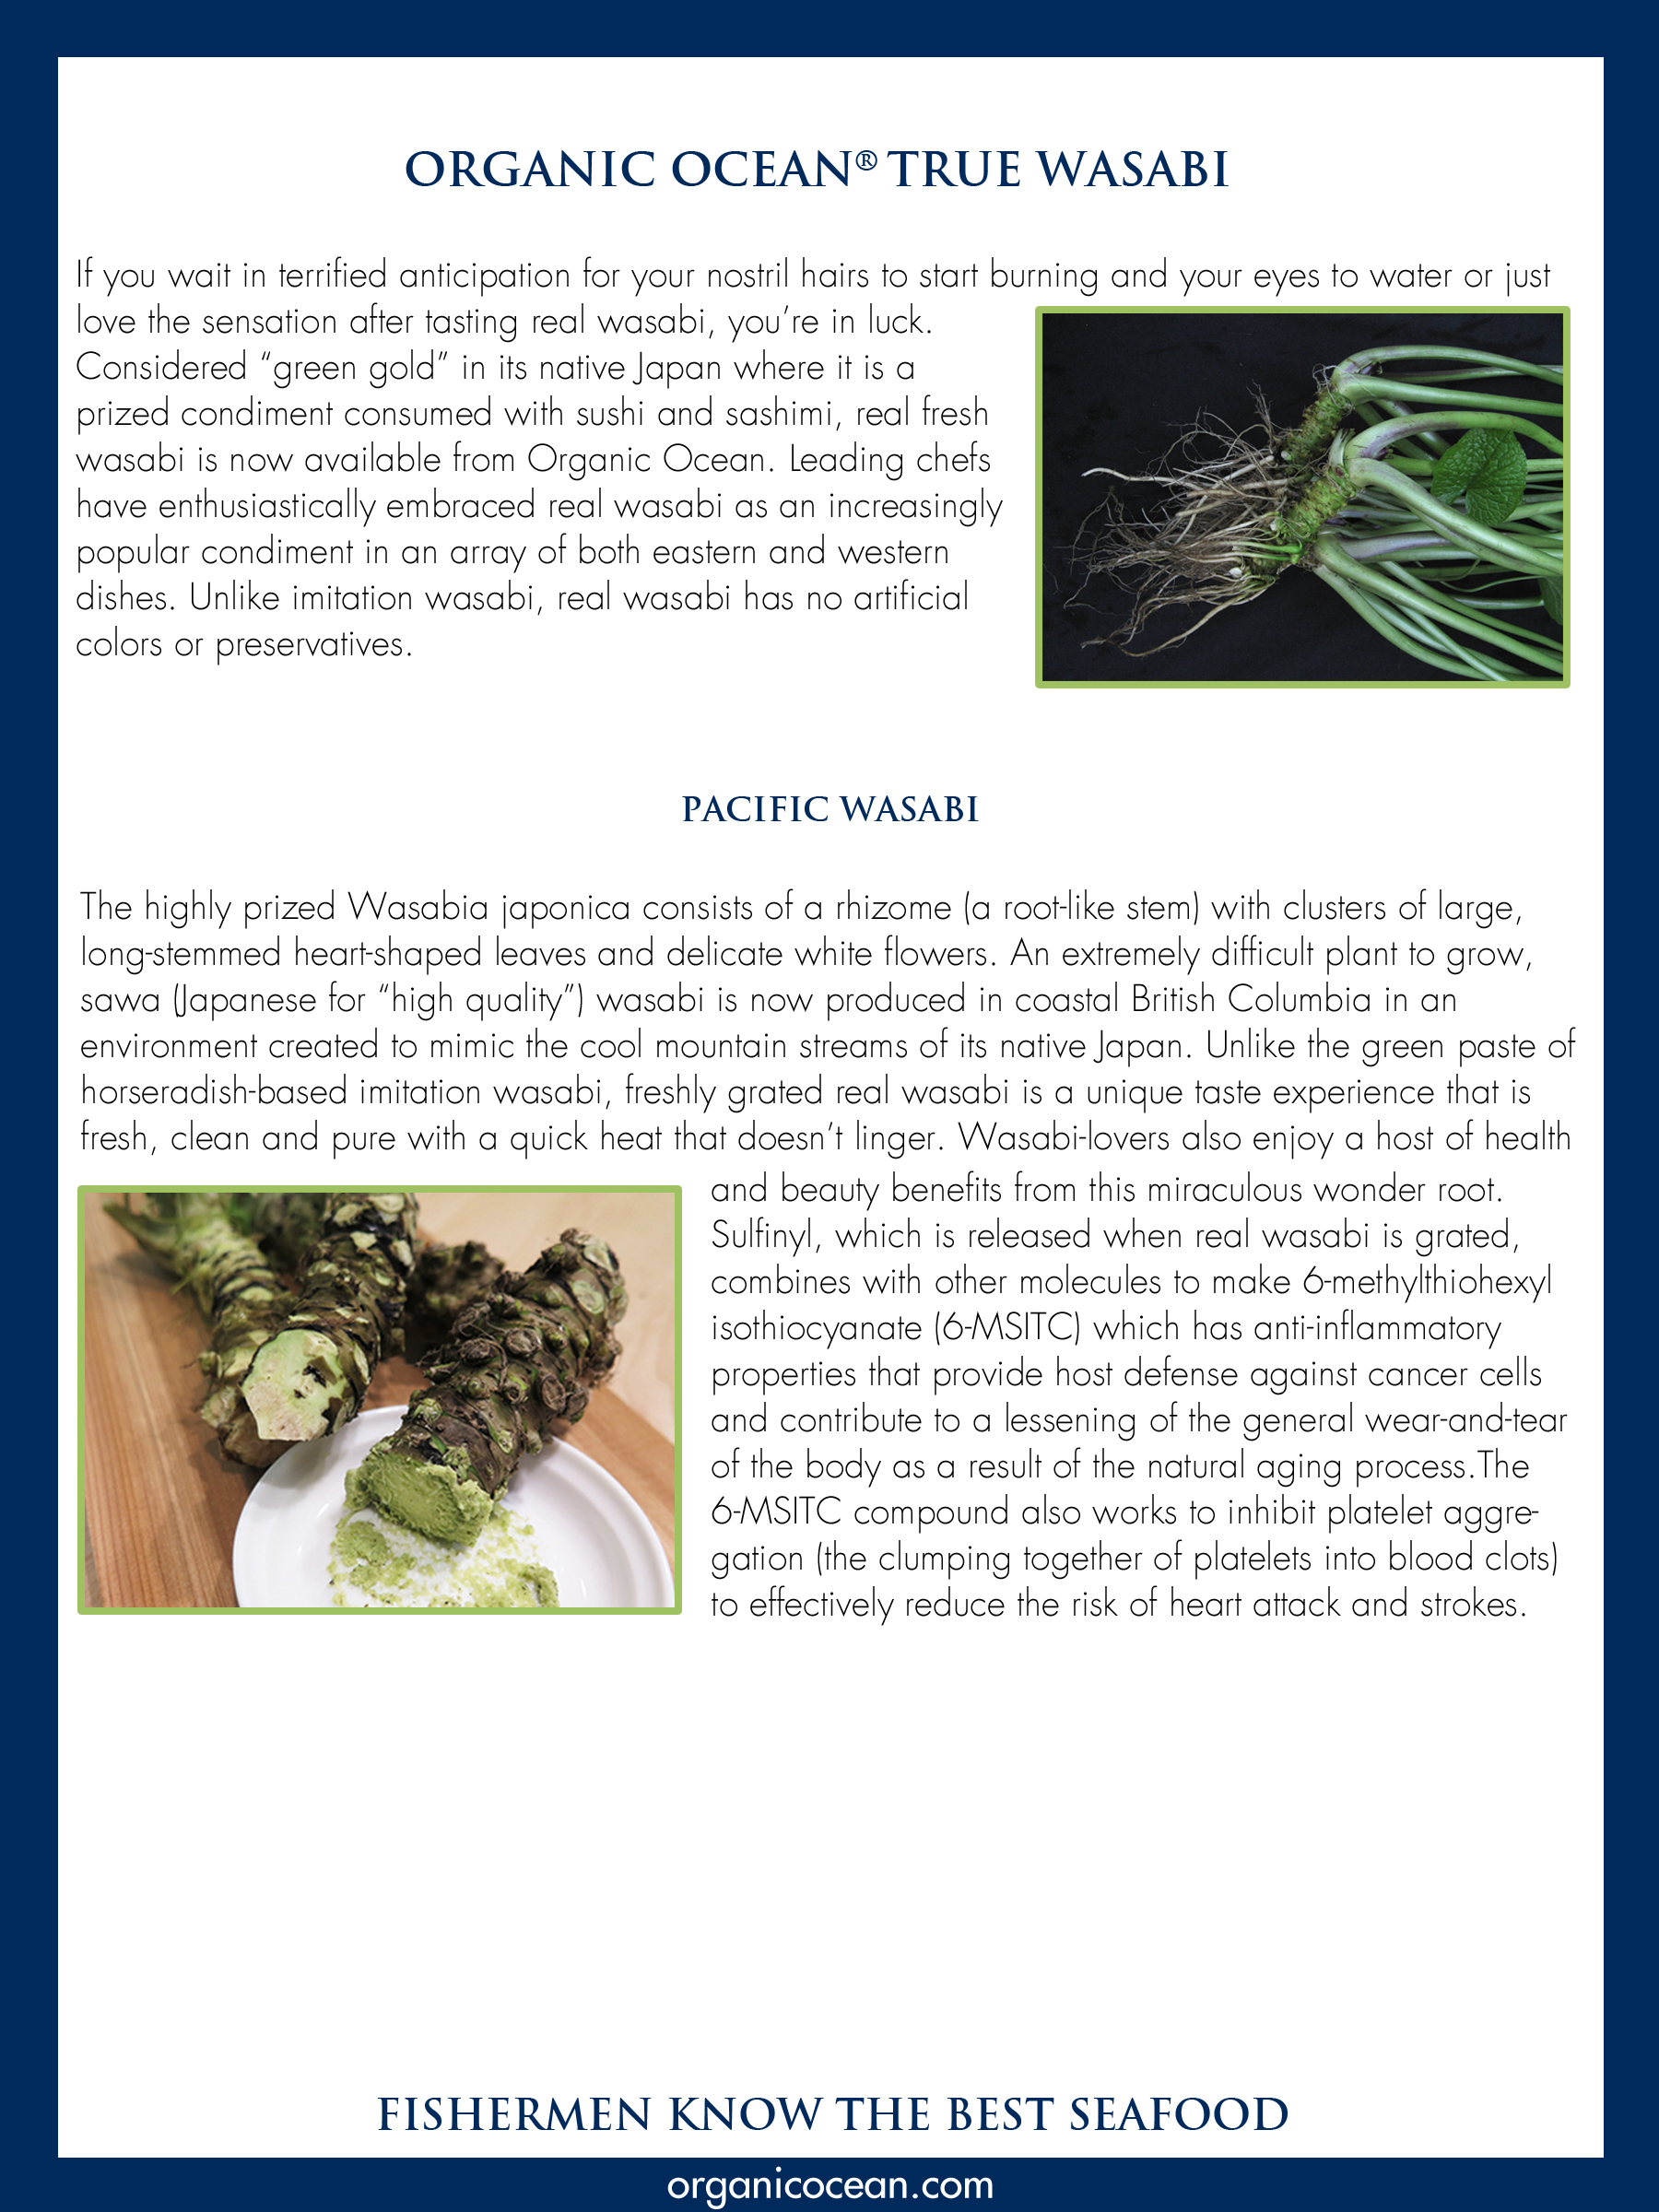 ORGANIC OCEAN® TRUE WASABI
If you wait in terrified anticipation for your nostril hairs to start burning and your eyes to water or just
love the sensation after tasting real wasabi, you’re in luck.
Considered “green gold” in its native Japan where it is a
prized condiment consumed with sushi and sashimi, real fresh
wasabi is now available from Organic Ocean. Leading chefs
have enthusiastically embraced real wasabi as an increasingly
popular condiment in an array of both eastern and western
dishes. Unlike imitation wasabi, real wasabi has no artificial
colors or preservatives.
PACIFIC WASABI
The highly prized Wasabia japonica consists of a rhizome (a root-like stem) with clusters of large,
long-stemmed heart-shaped leaves and delicate white flowers. An extremely difficult plant to grow,
sawa (Japanese for “high quality”) wasabi is now produced in coastal British Columbia in an
environment created to mimic the cool mountain streams of its native Japan. Unlike the green paste of
horseradish-based imitation wasabi, freshly grated real wasabi is a unique taste experience that is
fresh, clean and pure with a quick heat that doesn’t linger. Wasabi-lovers also enjoy a host of health
and beauty benefits from this miraculous wonder root.
Sulfinyl, which is released when real wasabi is grated,
combines with other molecules to make 6-methylthiohexyl
isothiocyanate (6-MSITC) which has anti-inflammatory
properties that provide host defense against cancer cells
and contribute to a lessening of the general wear-and-tear
of the body as a result of the natural aging process.The
6-MSITC compound also works to inhibit platelet aggre-
gation (the clumping together of platelets into blood clots)
to effectively reduce the risk of heart attack and strokes.
FISHERMEN KNOW THE BEST SEAFOOD
organicocean.com